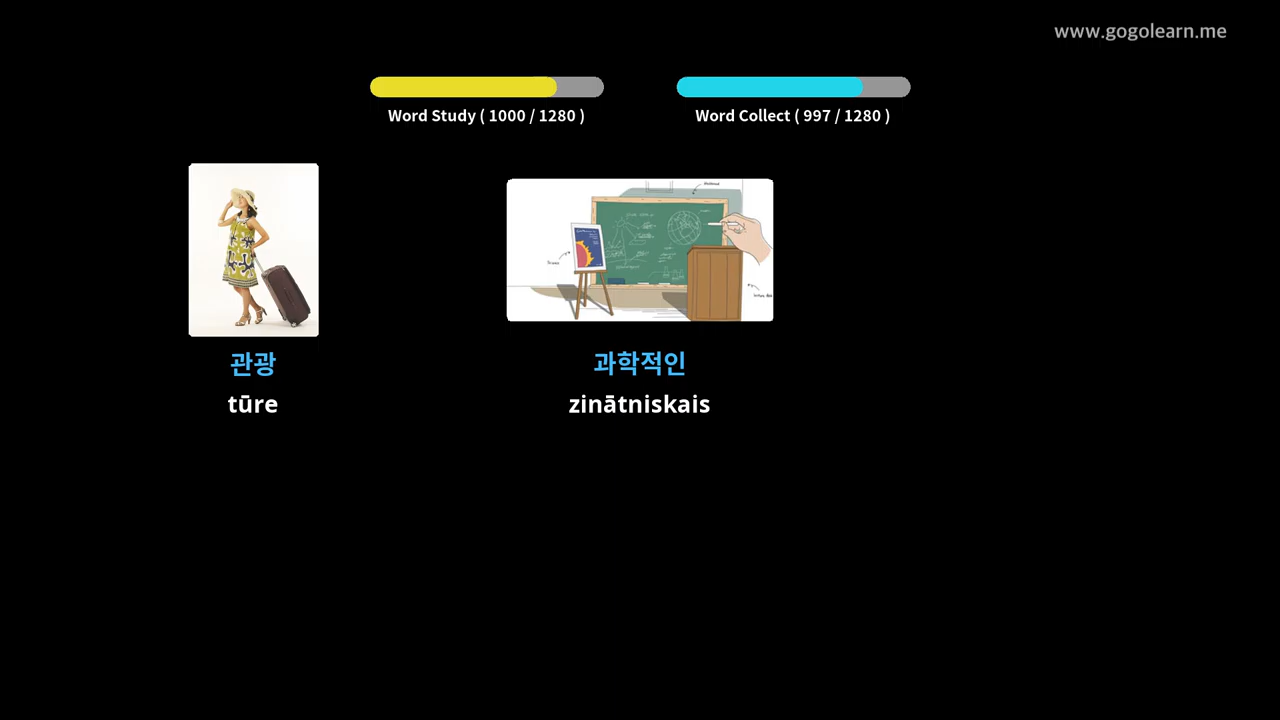 www.gogolearn.me
Word Study ( 1000 / 1280 )
Word Collect ( 997 / 1280 )
관광
tūre
과학적인
zinātniskais